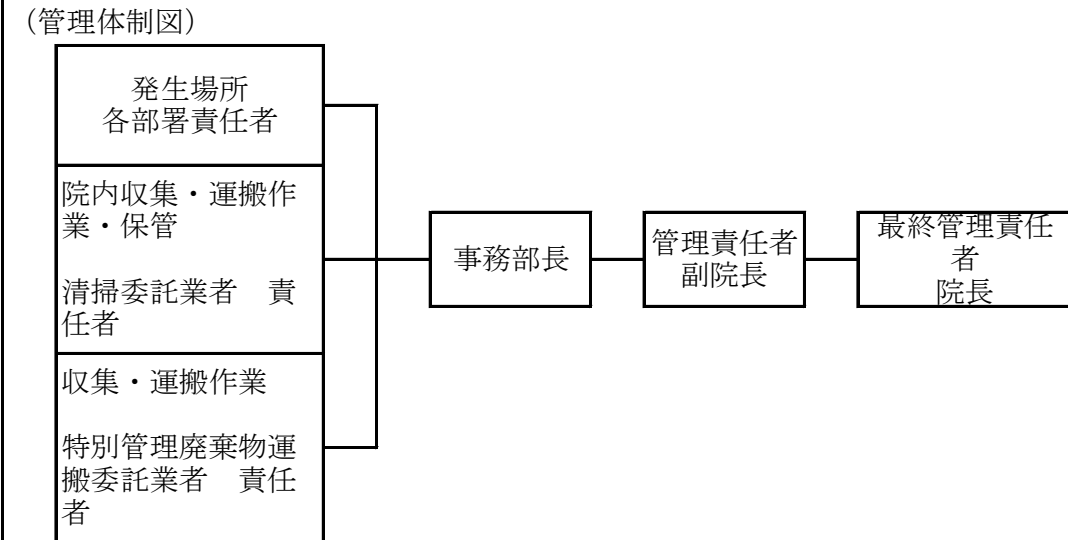 （管理体制図）
発生場所
各部署責任者
院内収集・運搬作
業・保管
清掃委託業者　責
任者
収集・運搬作業
特別管理廃棄物運
搬委託業者　責任
者
事務部長
管理責任者
副院長
最終管理責任
者
院長